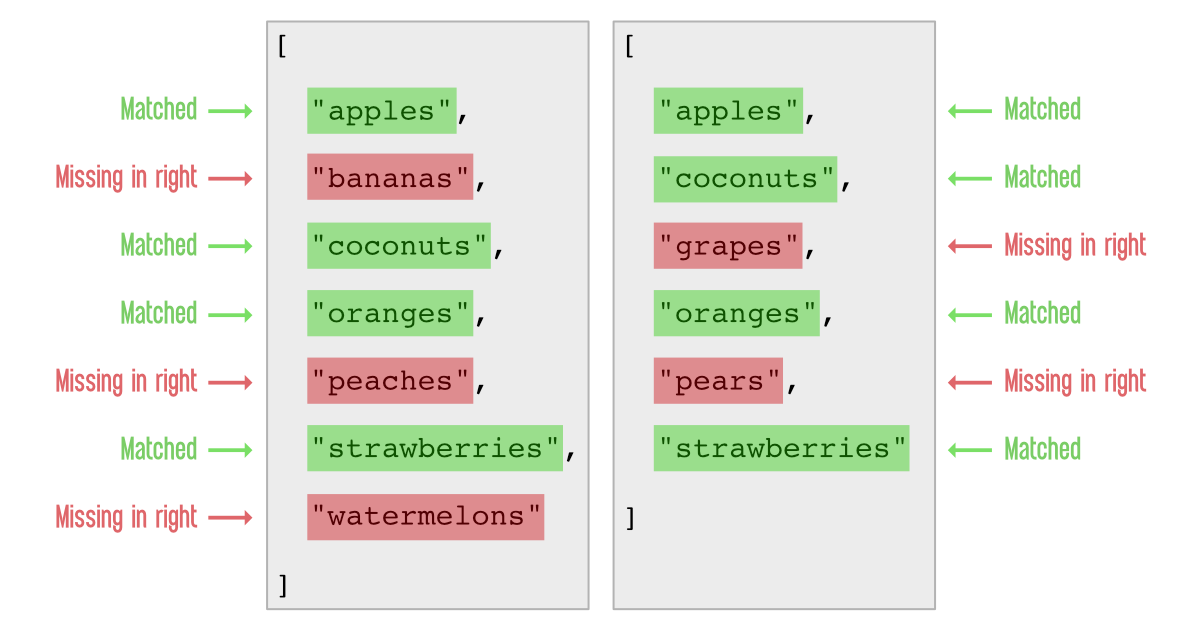 [
Matched "apples",
Missing in right "bananas",
Matched "coconuts",
Matched "oranges",
Missing in right "peaches",
Matched "strawberries",
Missing in right "watermelons"
]
[
"apples", Matched
"coconuts", Matched
"grapes", Missing in right
"oranges", Matched
"pears", Missing in right
"strawberries" Matched
]